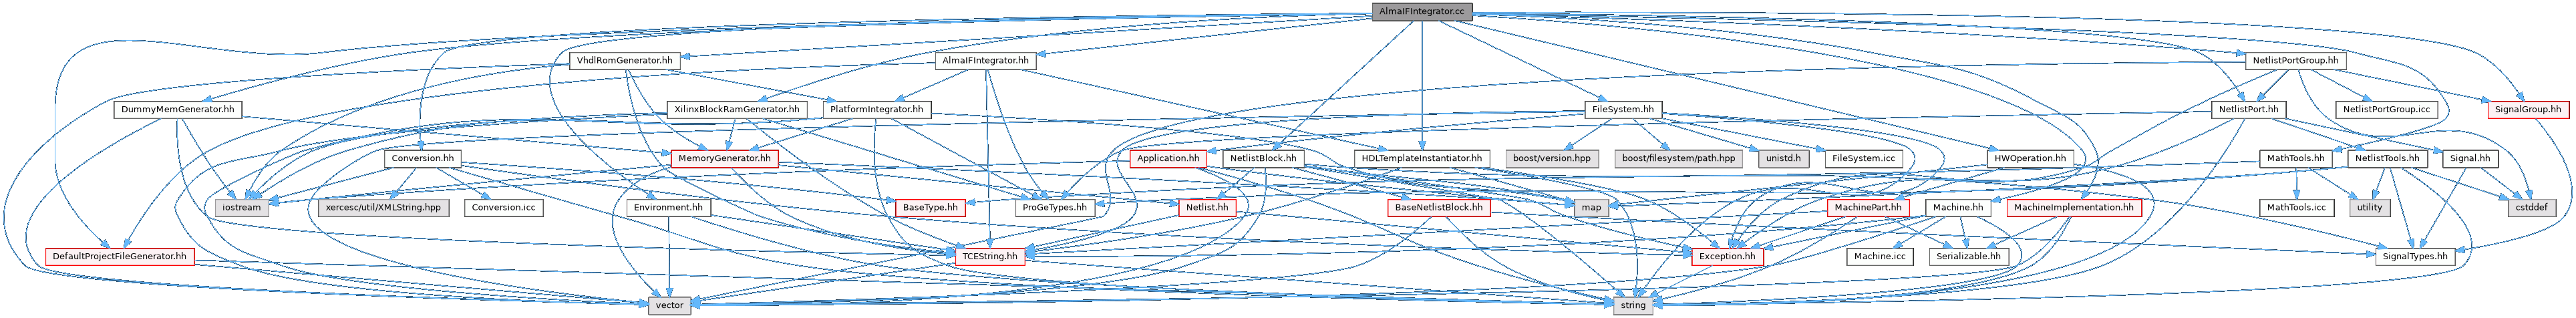 AlmaIFIntegrator.cc
VhdlRomGenerator.hh
AlmaIFIntegrator.hh
NetlistPortGroup.hh
DummyMemGenerator.hh
XilinxBlockRamGenerator.hh
PlatformIntegrator.hh
FileSystem.hh
NetlistPort.hh
NetlistPortGroup.icc
SignalGroup.hh
Conversion.hh
MemoryGenerator.hh
Application.hh
NetlistBlock.hh
HDLTemplateInstantiator.hh
boost/version.hpp
boost/filesystem/path.hpp
unistd.h
FileSystem.icc
HWOperation.hh
MathTools.hh
NetlistTools.hh
Signal.hh
iostream
xercesc/util/XMLString.hpp
Conversion.icc
Environment.hh
BaseType.hh
ProGeTypes.hh
Netlist.hh
BaseNetlistBlock.hh
map
MachinePart.hh
Machine.hh
MachineImplementation.hh
MathTools.icc
utility
cstddef
DefaultProjectFileGenerator.hh
TCEString.hh
Exception.hh
Machine.icc
Serializable.hh
SignalTypes.hh
vector
string